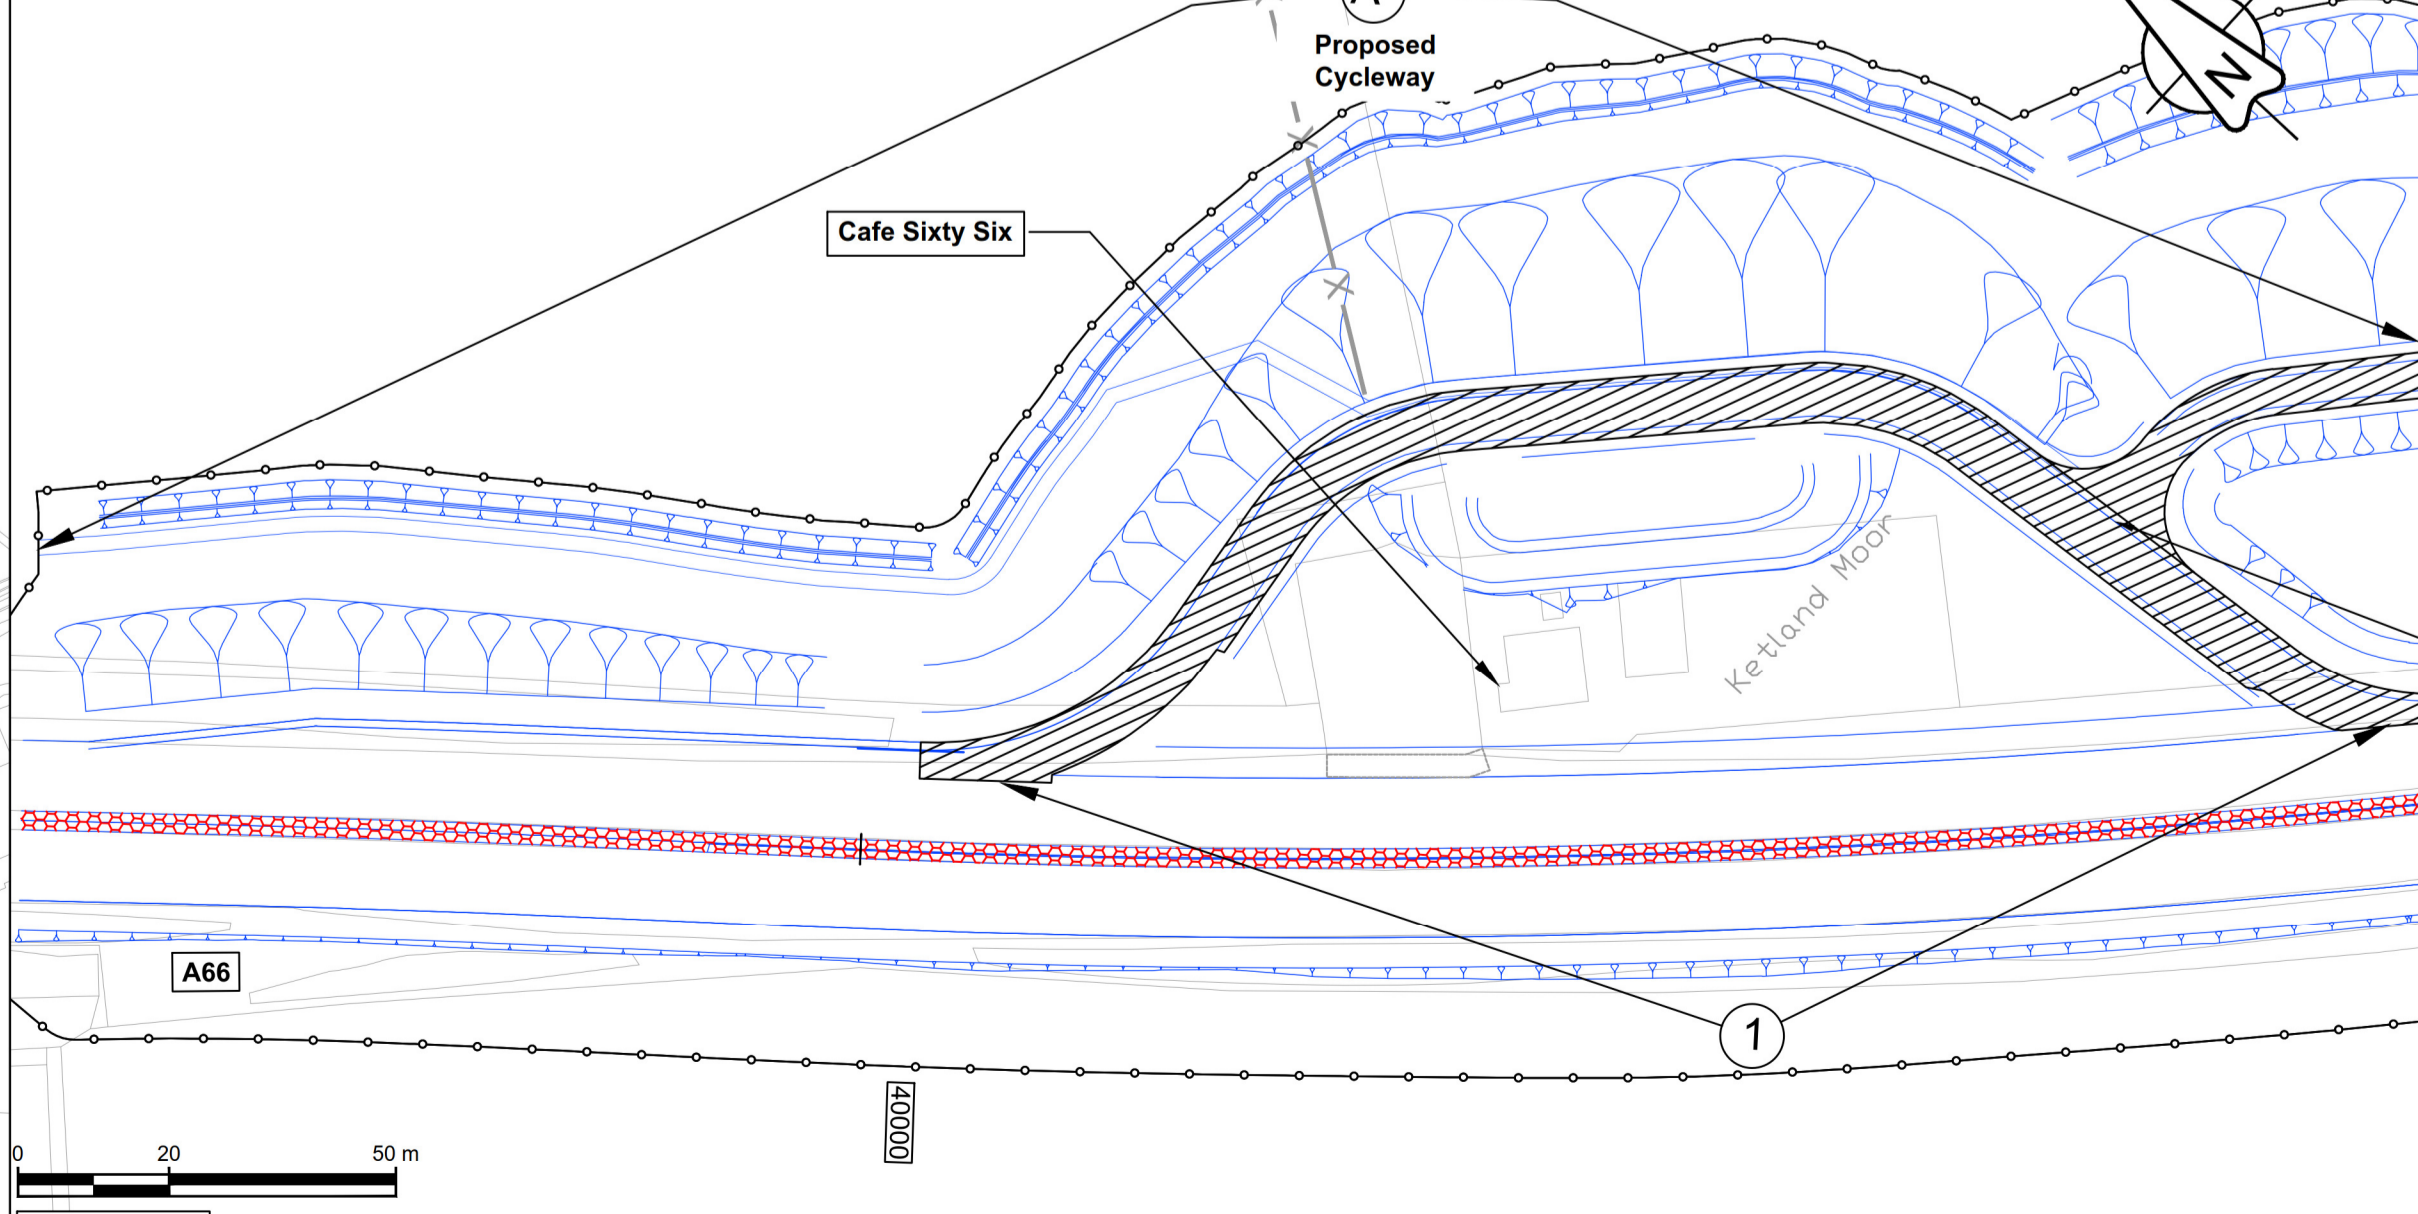 A
Proposed
Cycleway
N
Cafe Sixty Six
Ketland Moor
A66
1
40000
0 20 50 m